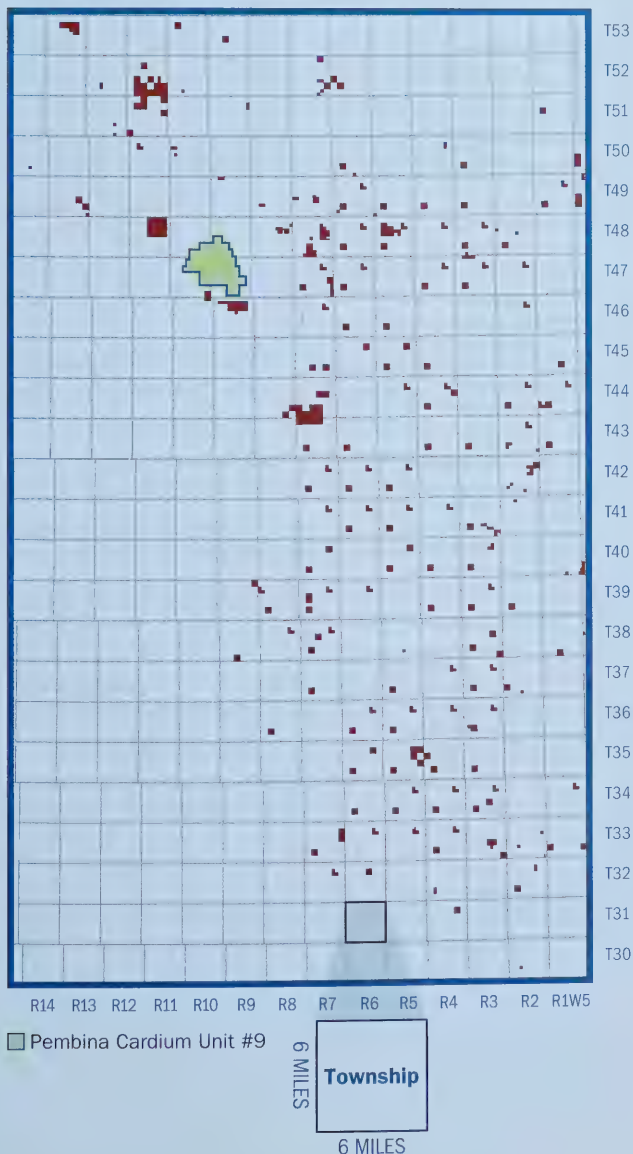 T53
T52
T51
T50
T49
T48
T47
T46
T45
T44
T43
T42
T41
T40
T39
T38
T37
T36
T35
T34
T33
T32
T31
T30
R14 R13 R12 R11 R10 R9 R8 R7 R6 R5 R4 R3 R2 R1W5
Pembina Cardium Unit #9
6 MILES
Township
6 MILES